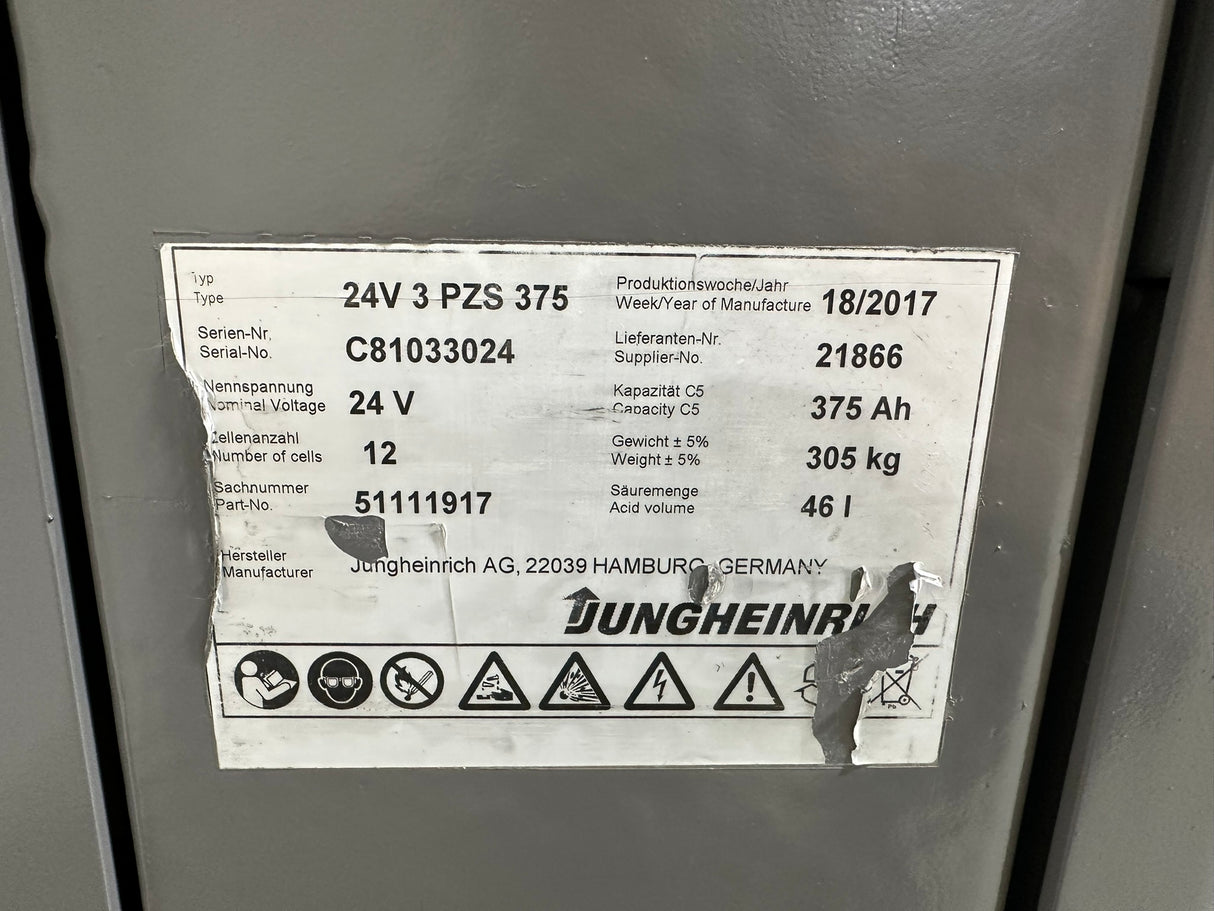 Typ
Type
24V 3 PZS 375
Produktionswoche/Jahr
Week/Year of Manufacture
18/2017
Serien-Nr.
Serial-No.
C81033024
Lieferanten-Nr.
Supplier-No.
21866
Nennspannung
Nominal Voltage
24 V
Kapazität C5
Capacity C5
375 Ah
Zellenanzahl
Number of cells
12
Gewicht ± 5%
Weight ± 5%
305 kg
Sachnummer
Part-No.
51111917
Säuremenge
Acid volume
46 l
Hersteller
Manufacturer
Jungheinrich AG, 22039 HAMBURG, GERMANY
JUNGHEINRICH
Pb